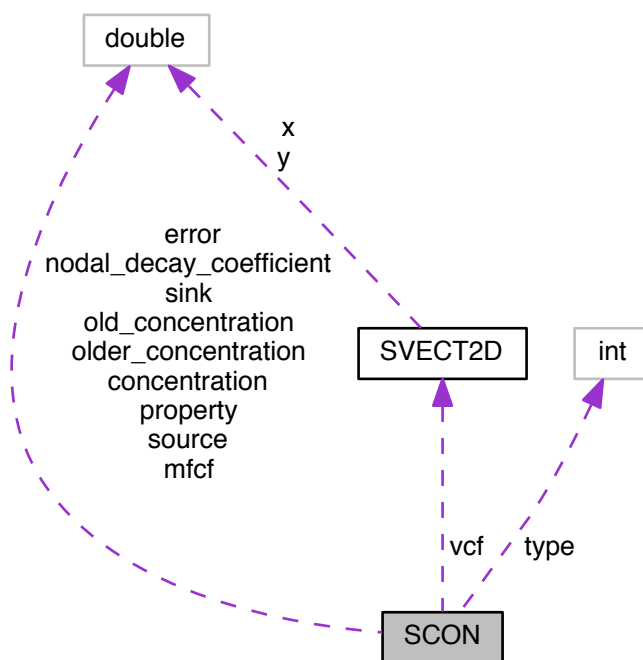 double
x
y
error
nodal_decay_coefficient
sink
old_concentration
older_concentration
concentration
property
source
mfcf
SVECT2D
int
vcf
type
SCON